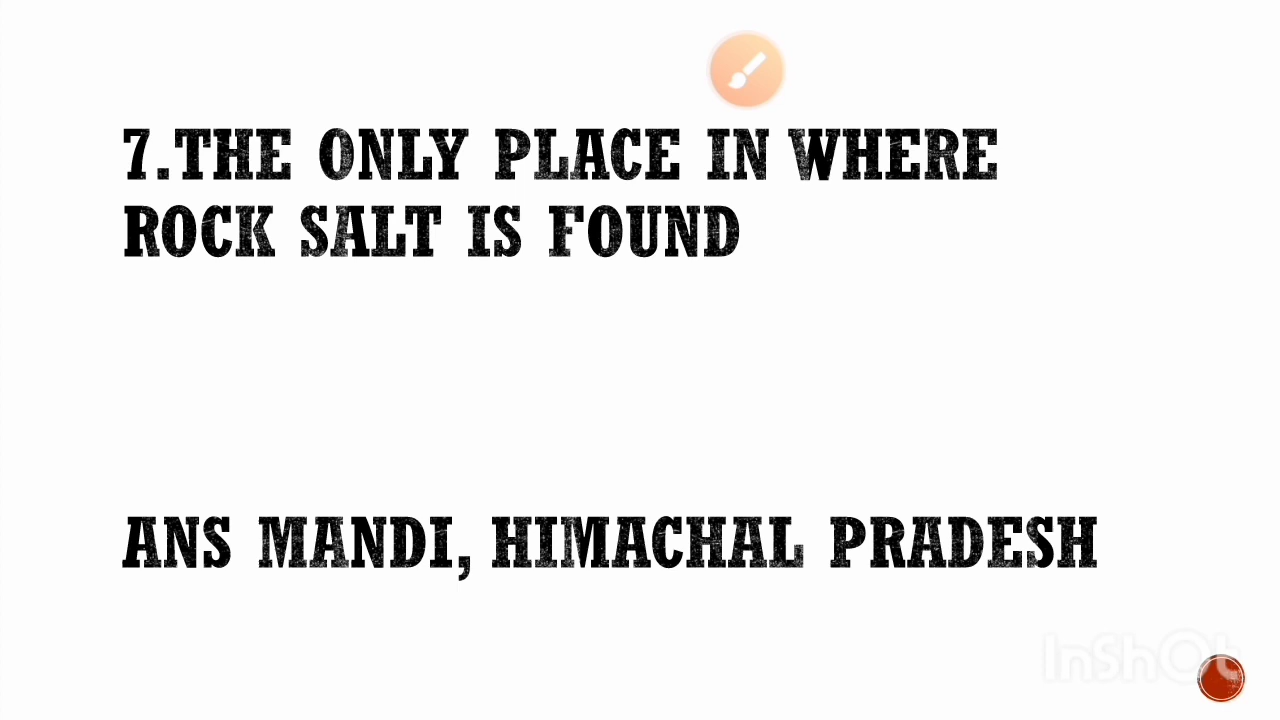 7.THE ONLY PLACE IN WHERE
ROCK SALT IS FOUND
ANS MANDI, HIMACHAL PRADESH
InShOt